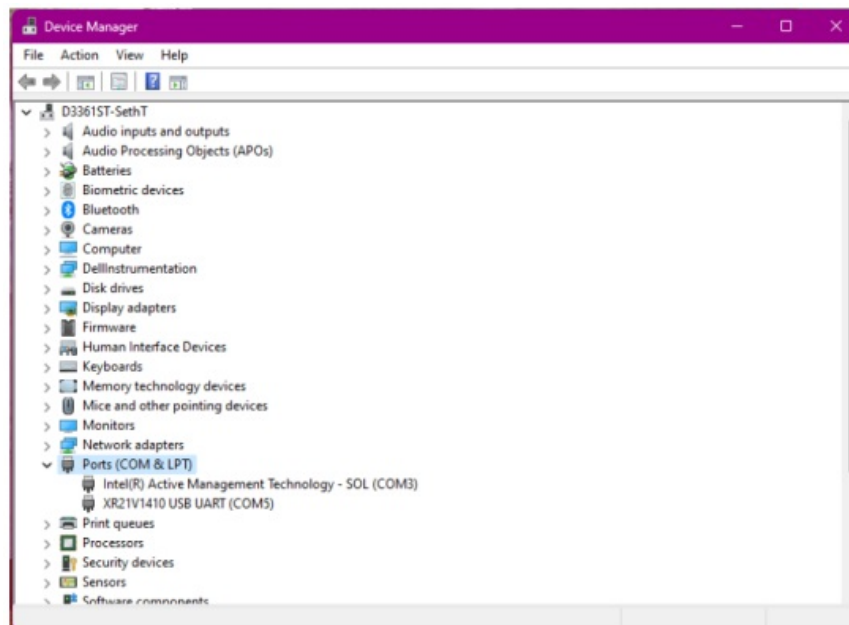 Device Manager
File Action View Help
D3361ST-SethT
Audio inputs and outputs
Audio Processing Objects (APOs)
Batteries
Biometric devices
Bluetooth
Cameras
Computer
DellInstrumentation
Disk drives
Display adapters
Firmware
Human Interface Devices
Keyboards
Memory technology devices
Mice and other pointing devices
Monitors
Network adapters
Ports (COM & LPT)
Intel(R) Active Management Technology - SOL (COM3)
XR21V1410 USB UART (COM5)
Print queues
Processors
Security devices
Sensors
Software components